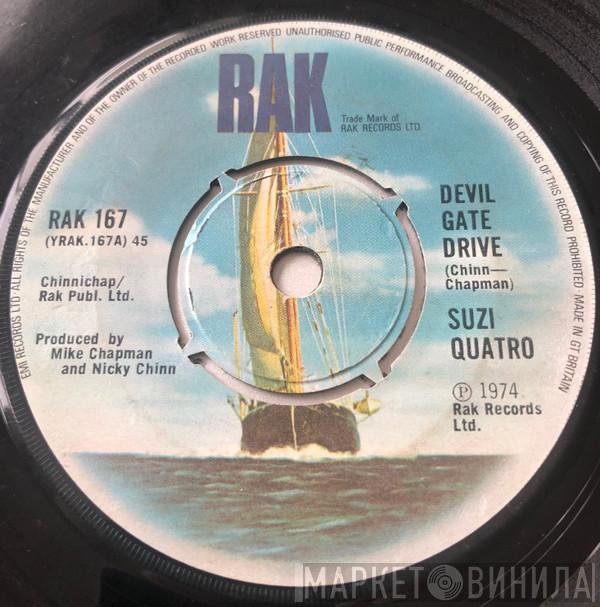 EMI RECORDS LTD ALL RIGHTS OF THE MANUFACTURER AND OF THE OWNER OF THE RECORDED WORK RESERVED UNAUTHORISED PUBLIC PERFORMANCE BROADCASTING AND COPYING OF THIS RECORD PROHIBITED · MADE IN GT BRITAIN
RAK
Trade Mark of
RAK RECORDS LTD.
RAK 167
(YRAK.167A) 45
Chinnichap/
Rak Publ. Ltd.
Produced by
Mike Chapman
and Nicky Chinn
DEVIL
GATE
DRIVE
(Chinn—
Chapman)
SUZI
QUATRO
Ⓟ 1974
Rak Records
Ltd.
МАРКЕТ ВИНИЛА